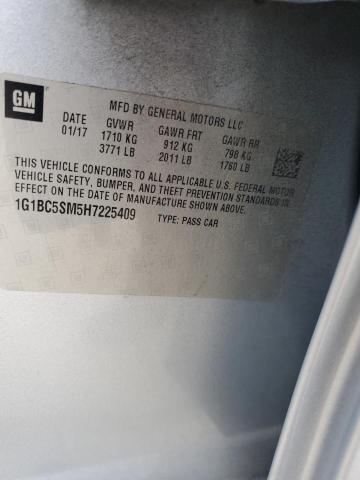 GM
MFD BY GENERAL MOTORS LLC
DATE GVWR GAWR FRT GAWR RR
01/17 1710 KG 912 KG 798 KG
3771 LB 2011 LB 1760 LB
THIS VEHICLE CONFORMS TO ALL APPLICABLE U.S. FEDERAL MOTOR
VEHICLE SAFETY, BUMPER, AND THEFT PREVENTION STANDARDS IN
EFFECT ON THE DATE OF MANUFACTURE SHOWN ABOVE.
1G1BC5SM5H7225409 TYPE: PASS CAR